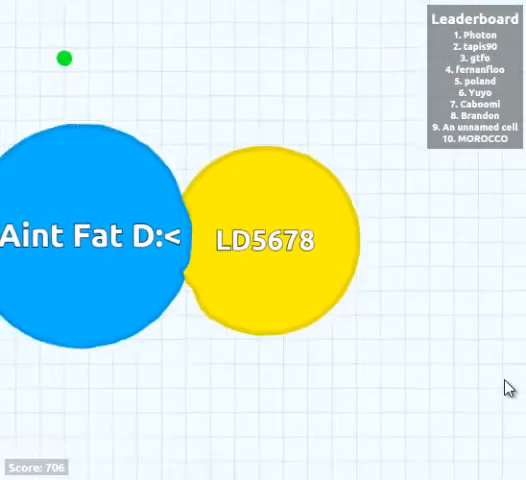 Leaderboard
1. Photon
2. tapis90
3. gtfo
4. fernanfloo
5. poland
6. Yuyo
7. Caboomi
8. Brandon
9. An unnamed cell
10. MOROCCO
Aint Fat D:<
LD5678
Score: 706